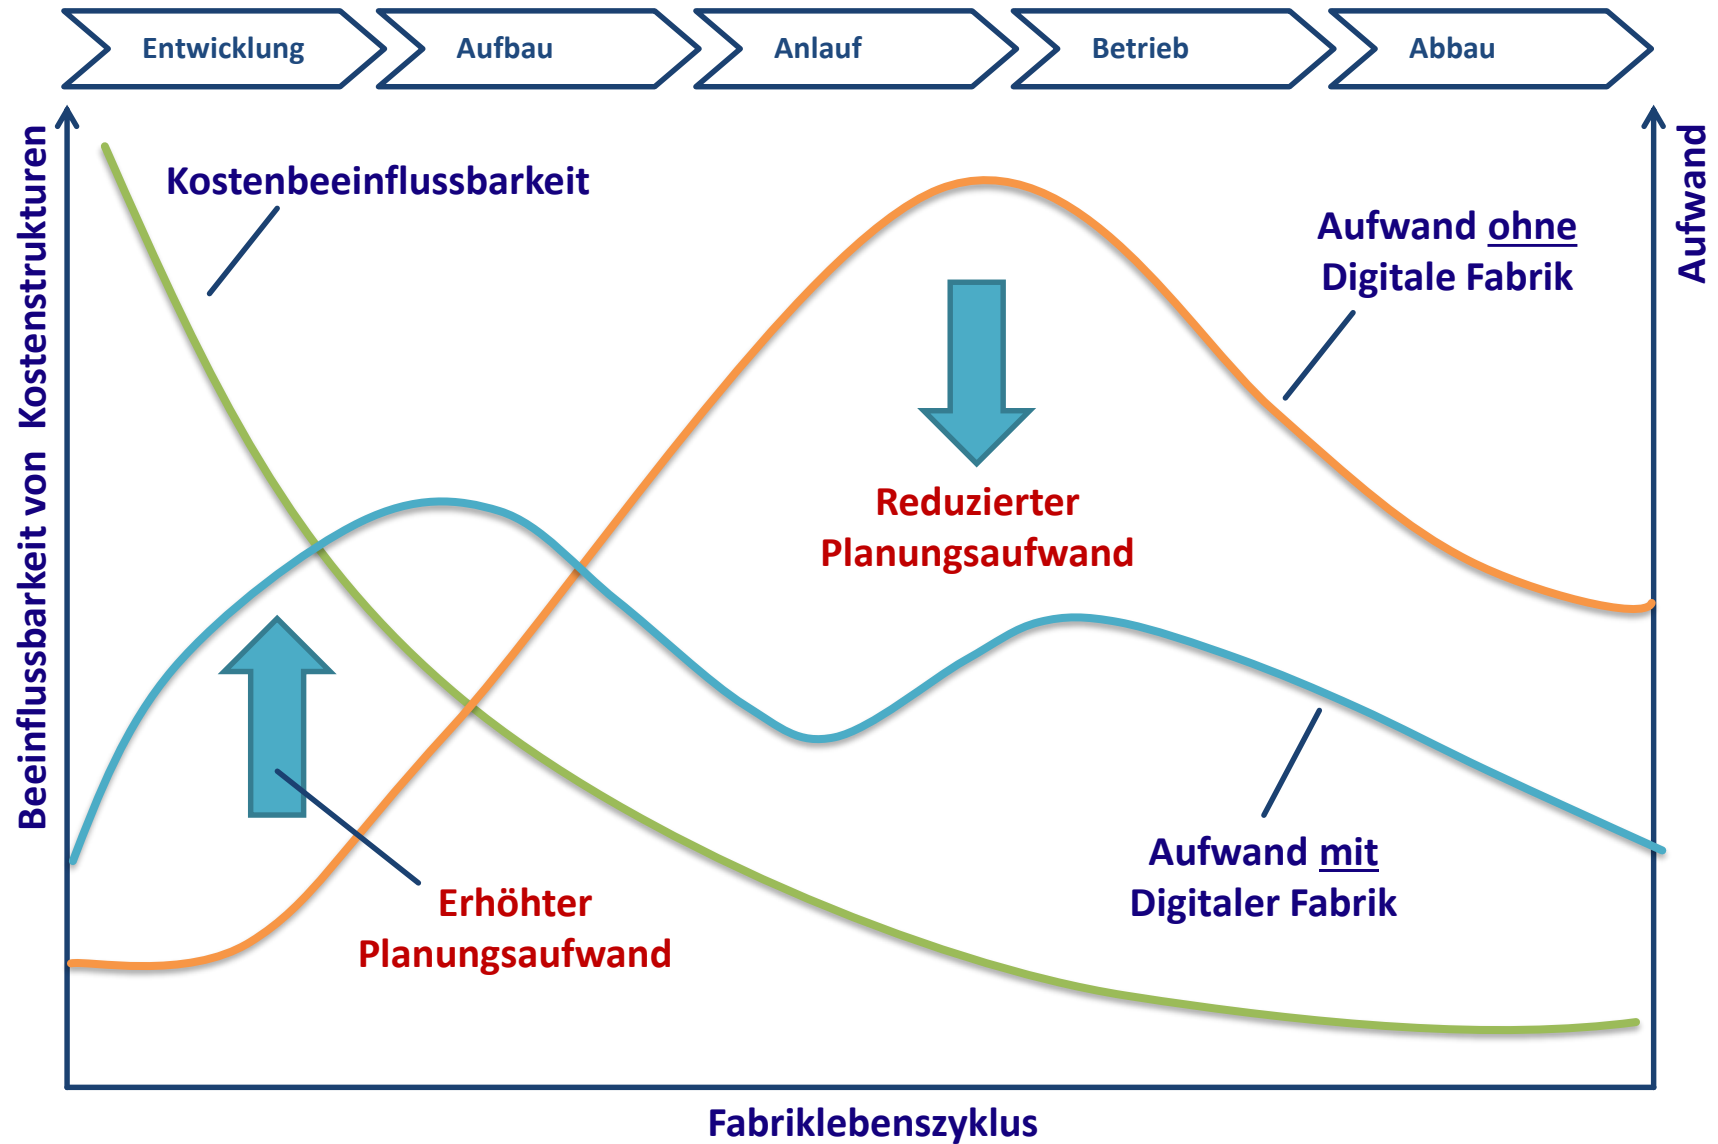 Entwicklung
Aufbau
Anlauf
Betrieb
Abbau
Beeinflussbarkeit von Kostenstrukturen
Aufwand
Kostenbeeinflussbarkeit
Aufwand ohne
Digitale Fabrik
Reduzierter
Planungsaufwand
Aufwand mit
Digitaler Fabrik
Erhöhter
Planungsaufwand
Fabriklebenszyklus